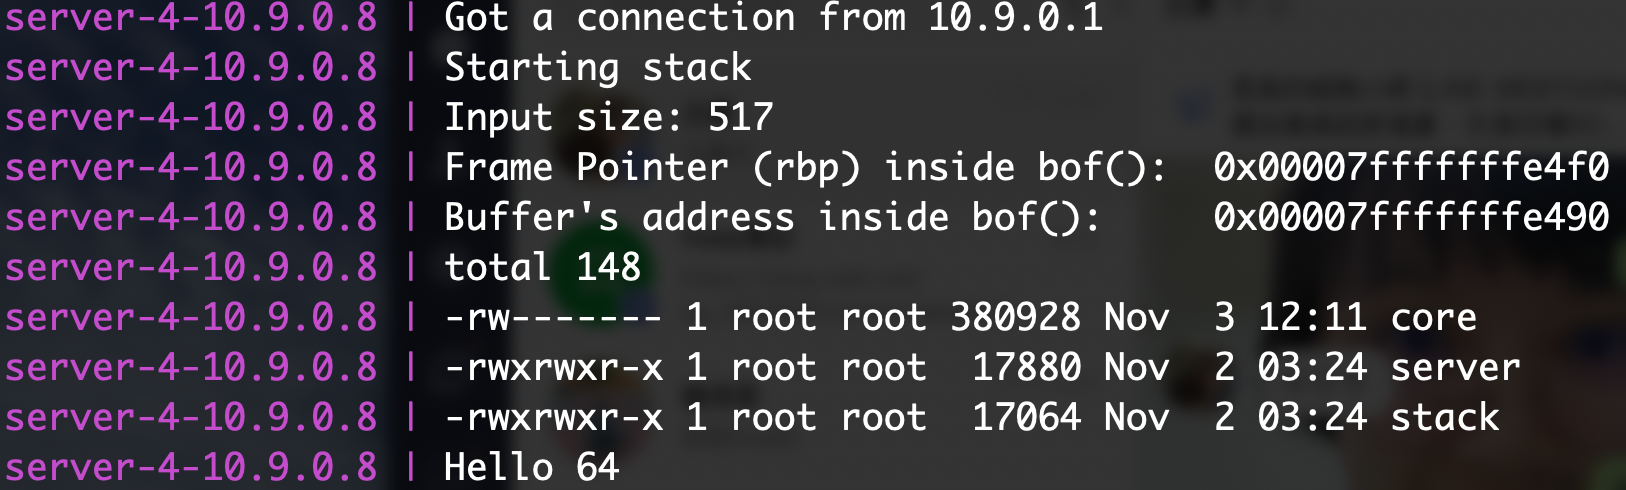 server-4-10.9.0.8 | Got a connection from 10.9.0.1
server-4-10.9.0.8 | Starting stack
server-4-10.9.0.8 | Input size: 517
server-4-10.9.0.8 | Frame Pointer (rbp) inside bof():  0x00007fffffffe4f0
server-4-10.9.0.8 | Buffer's address inside bof():     0x00007fffffffe490
server-4-10.9.0.8 | total 148
server-4-10.9.0.8 | -rw------- 1 root root 380928 Nov  3 12:11 core
server-4-10.9.0.8 | -rwxrwxr-x 1 root root  17880 Nov  2 03:24 server
server-4-10.9.0.8 | -rwxrwxr-x 1 root root  17064 Nov  2 03:24 stack
server-4-10.9.0.8 | Hello 64